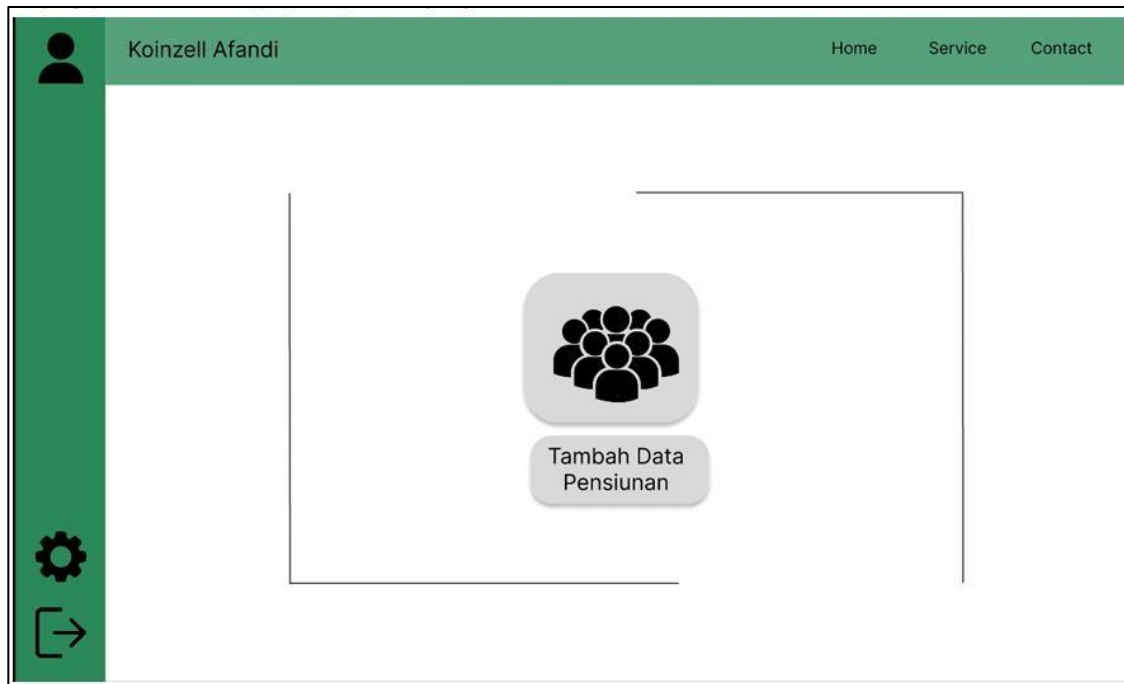 Koinzell Afandi
Home
Service
Contact
Tambah Data
Pensiunan